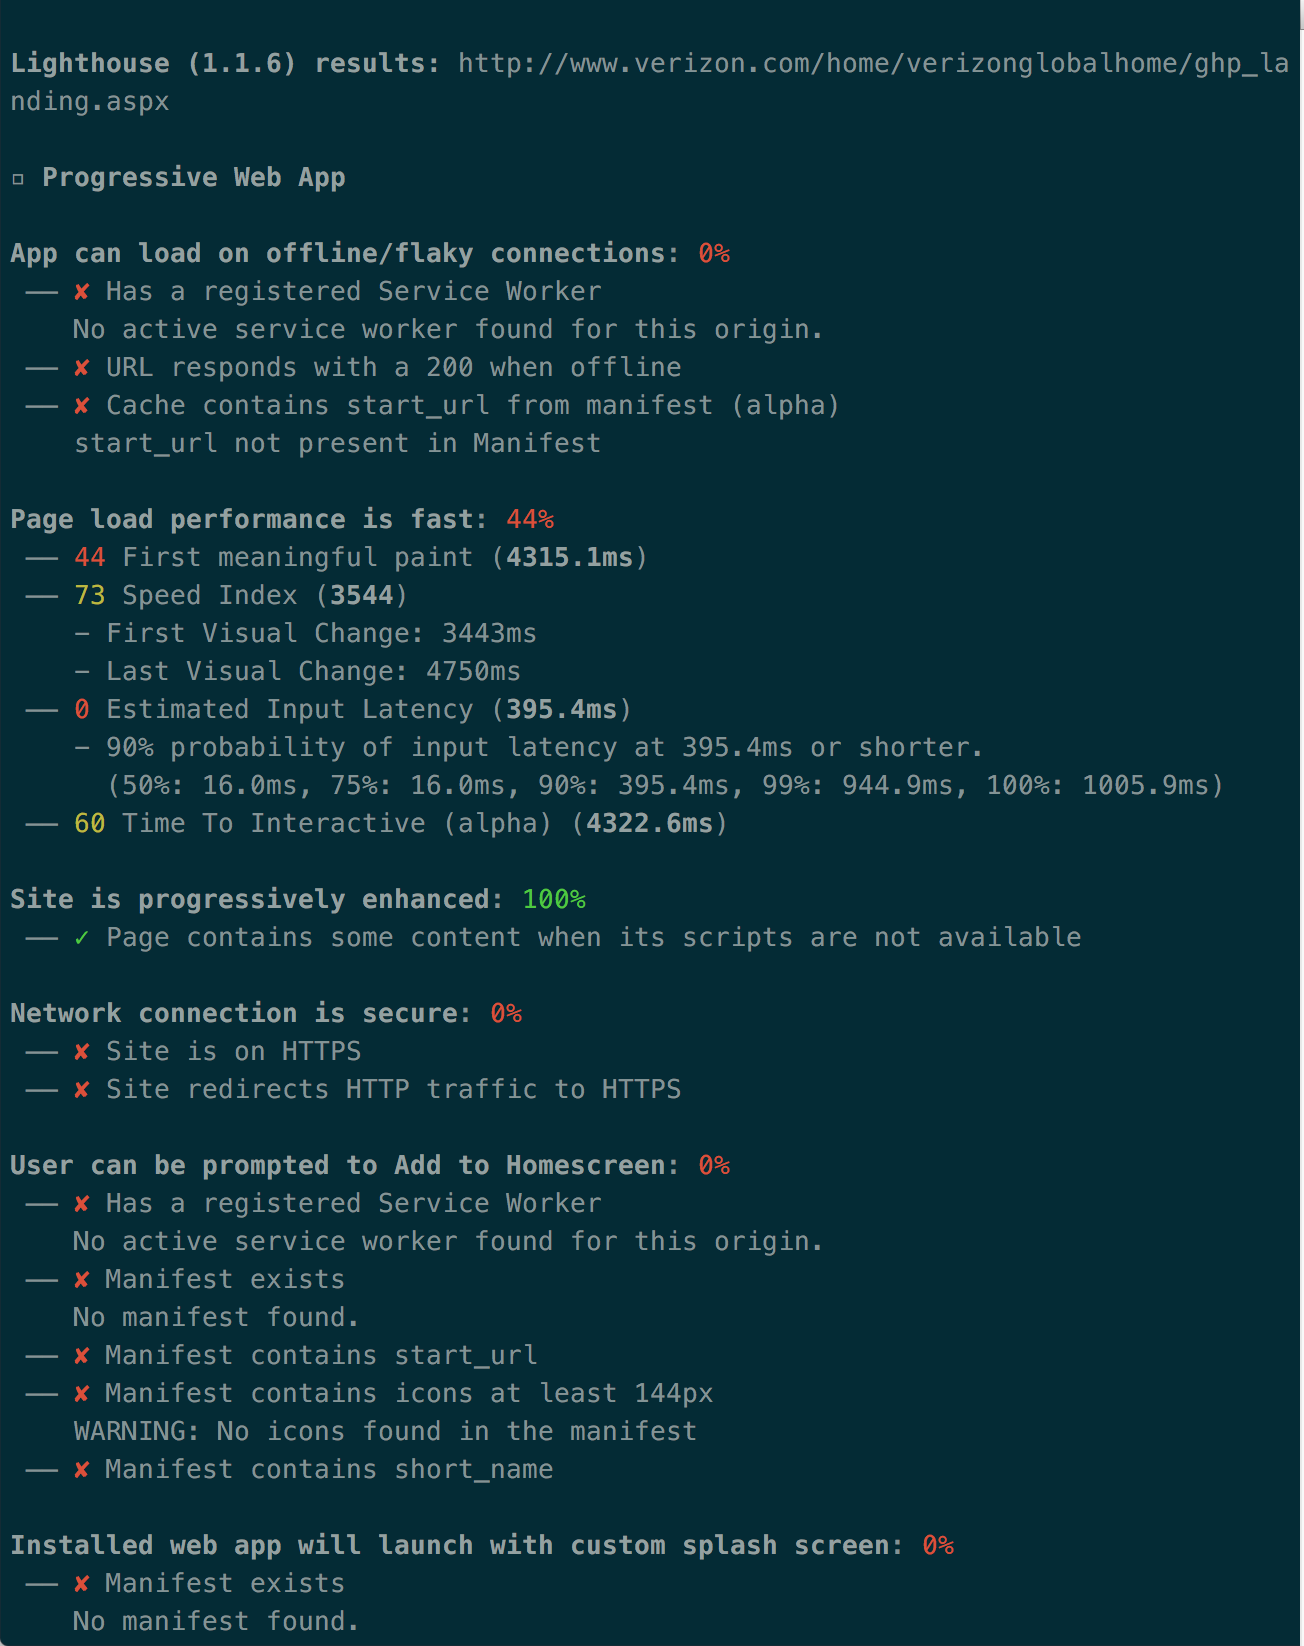 Lighthouse (1.1.6) results: http://www.verizon.com/home/verizonglobalhome/ghp_la
nding.aspx
Progressive Web App
App can load on offline/flaky connections: 0%
—— ✘ Has a registered Service Worker
No active service worker found for this origin.
—— ✘ URL responds with a 200 when offline
—— ✘ Cache contains start_url from manifest (alpha)
start_url not present in Manifest
Page load performance is fast: 44%
—— 44 First meaningful paint (4315.1ms)
—— 73 Speed Index (3544)
– First Visual Change: 3443ms
– Last Visual Change: 4750ms
—— 0 Estimated Input Latency (395.4ms)
– 90% probability of input latency at 395.4ms or shorter.
(50%: 16.0ms, 75%: 16.0ms, 90%: 395.4ms, 99%: 944.9ms, 100%: 1005.9ms)
—— 60 Time To Interactive (alpha) (4322.6ms)
Site is progressively enhanced: 100%
—— ✓ Page contains some content when its scripts are not available
Network connection is secure: 0%
—— ✘ Site is on HTTPS
—— ✘ Site redirects HTTP traffic to HTTPS
User can be prompted to Add to Homescreen: 0%
—— ✘ Has a registered Service Worker
No active service worker found for this origin.
—— ✘ Manifest exists
No manifest found.
—— ✘ Manifest contains start_url
—— ✘ Manifest contains icons at least 144px
WARNING: No icons found in the manifest
—— ✘ Manifest contains short_name
Installed web app will launch with custom splash screen: 0%
—— ✘ Manifest exists
No manifest found.